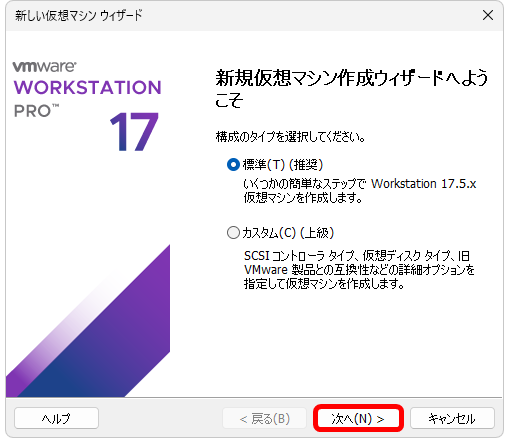 新しい仮想マシン ウィザード
vmware®
WORKSTATION
PRO™
17
新規仮想マシン作成ウィザードへよう
こそ
構成のタイプを選択してください。
標準(T) (推奨)
いくつかの簡単なステップで Workstation 17.5.x
仮想マシンを作成します。
カスタム(C) (上級)
SCSI コントローラ タイプ、仮想ディスク タイプ、旧
VMware 製品との互換性などの詳細オプションを
指定して仮想マシンを作成します。
ヘルプ
< 戻る(B)
次へ(N) >
キャンセル